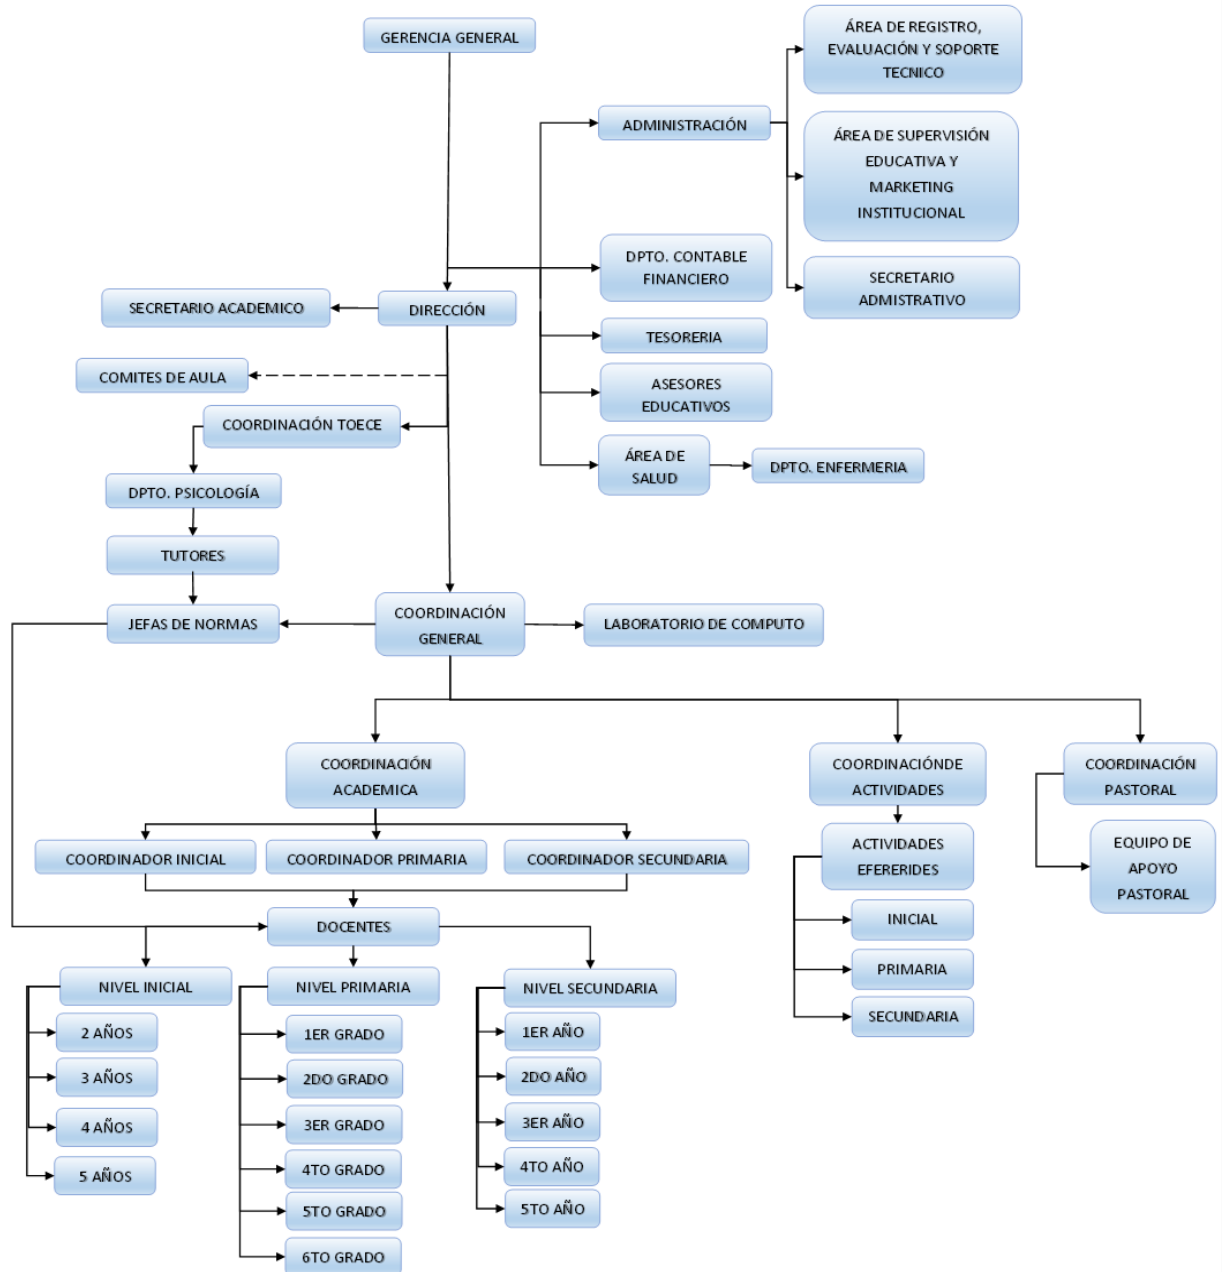 GERENCIA GENERAL
ÁREA DE REGISTRO,
EVALUACIÓN Y SOPORTE
TECNICO
ADMINISTRACIÓN
ÁREA DE SUPERVISIÓN
EDUCATIVA Y
MARKETING
INSTITUCIONAL
DPTO. CONTABLE
FINANCIERO
SECRETARIO
ADMISTRATIVO
SECRETARIO ACADEMICO
DIRECCIÓN
TESORERIA
COMITES DE AULA
ASESORES
EDUCATIVOS
COORDINACIÓN TOECE
ÁREA DE
SALUD
DPTO. ENFERMERIA
DPTO. PSICOLOGÍA
TUTORES
JEFAS DE NORMAS
COORDINACIÓN
GENERAL
LABORATORIO DE COMPUTO
COORDINACIÓN
ACADEMICA
COORDINACIÓNDE
ACTIVIDADES
COORDINACIÓN
PASTORAL
COORDINADOR INICIAL
COORDINADOR PRIMARIA
COORDINADOR SECUNDARIA
ACTIVIDADES
EFERERIDES
EQUIPO DE
APOYO
PASTORAL
DOCENTES
INICIAL
PRIMARIA
SECUNDARIA
NIVEL INICIAL
NIVEL PRIMARIA
NIVEL SECUNDARIA
2 AÑOS
3 AÑOS
4 AÑOS
5 AÑOS
1ER GRADO
2DO GRADO
3ER GRADO
4TO GRADO
5TO GRADO
6TO GRADO
1ER AÑO
2DO AÑO
3ER AÑO
4TO AÑO
5TO AÑO